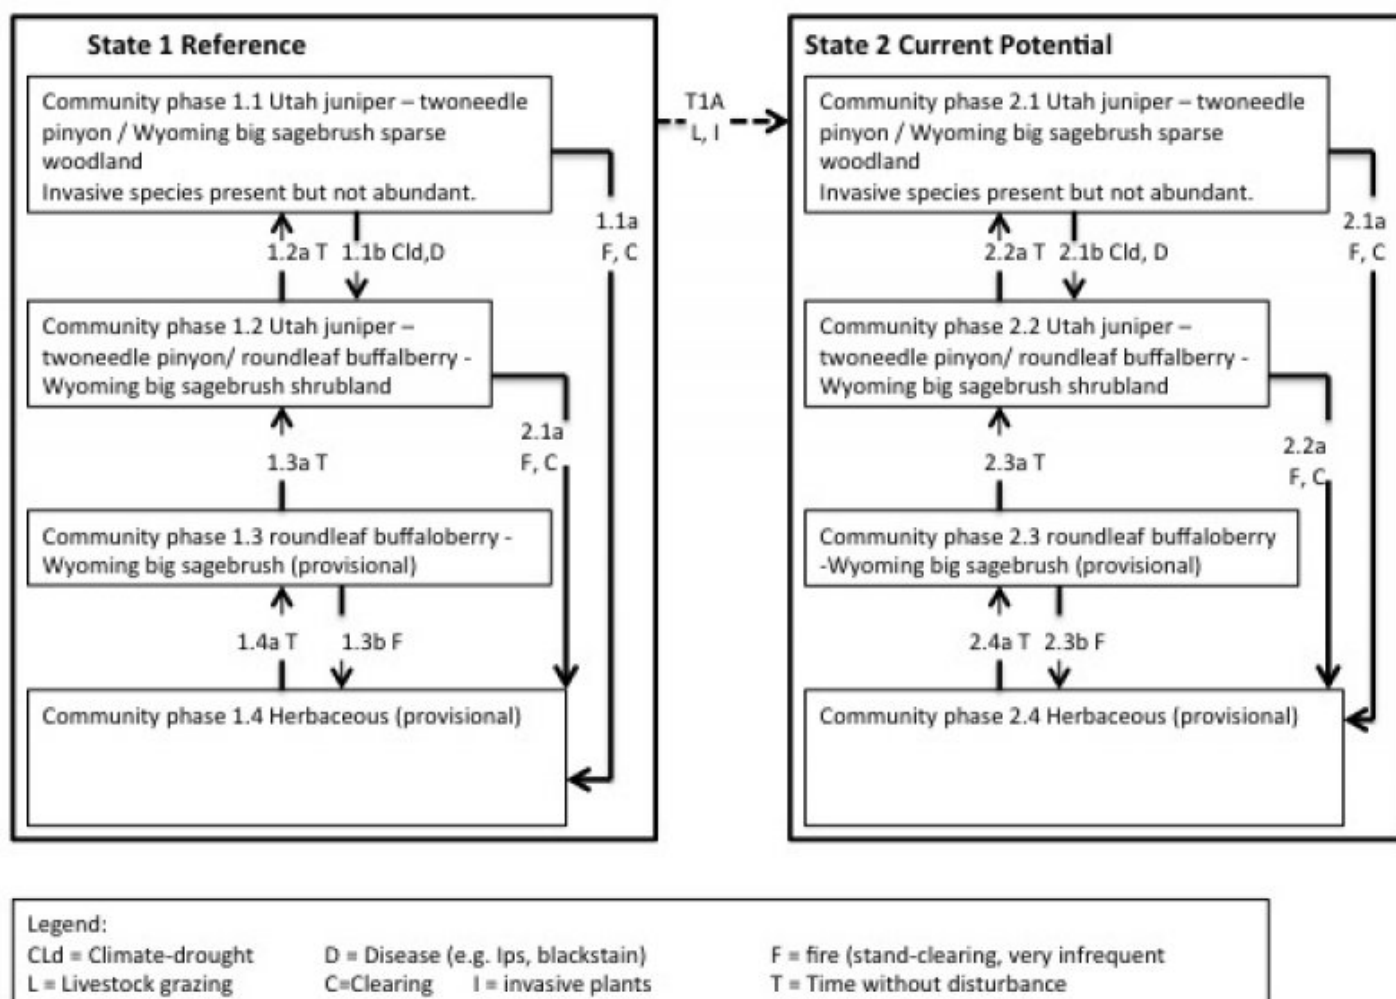 State 1 Reference
Community phase 1.1 Utah juniper – twoneedle
pinyon / Wyoming big sagebrush sparse
woodland
Invasive species present but not abundant.
1.1a
F, C
1.2a T
1.1b Cld,D
Community phase 1.2 Utah juniper –
twoneedle pinyon/ roundleaf buffalberry -
Wyoming big sagebrush shrubland
2.1a
F, C
1.3a T
Community phase 1.3 roundleaf buffaloberry -
Wyoming big sagebrush (provisional)
1.4a T
1.3b F
Community phase 1.4 Herbaceous (provisional)
T1A
L, I
State 2 Current Potential
Community phase 2.1 Utah juniper – twoneedle
pinyon / Wyoming big sagebrush sparse
woodland
Invasive species present but not abundant.
2.1a
F, C
2.2a T
2.1b Cld, D
Community phase 2.2 Utah juniper –
twoneedle pinyon/ roundleaf buffalberry -
Wyoming big sagebrush shrubland
2.2a
F, C
2.3a T
Community phase 2.3 roundleaf buffaloberry
-Wyoming big sagebrush (provisional)
2.4a T
2.3b F
Community phase 2.4 Herbaceous (provisional)
Legend:
CLd = Climate-drought
D = Disease (e.g. Ips, blackstain)
F = fire (stand-clearing, very infrequent
L = Livestock grazing
C=Clearing
I = invasive plants
T = Time without disturbance